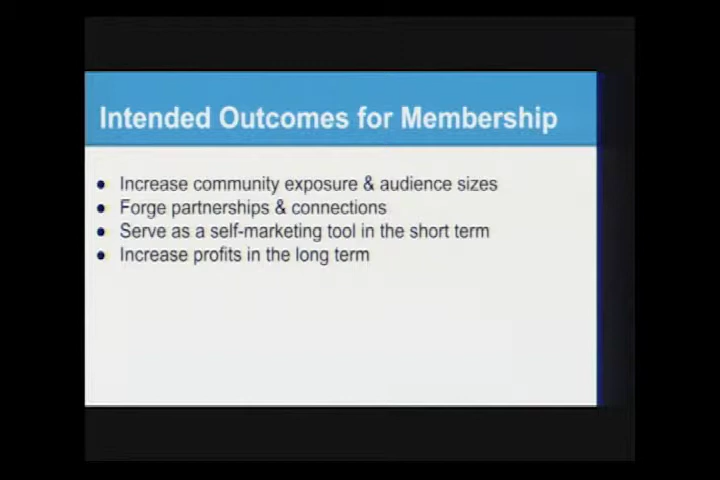 Intended Outcomes for Membership
• Increase community exposure & audience sizes
• Forge partnerships & connections
• Serve as a self-marketing tool in the short term
• Increase profits in the long term